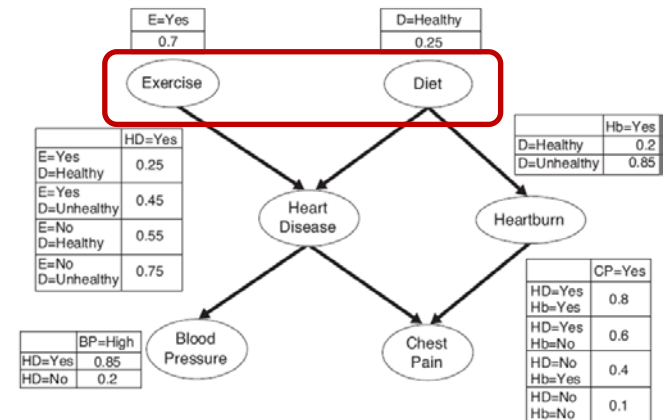 E=Yes
0.7
D=Healthy
0.25
Exercise
Diet
Hb=Yes
D=Healthy 0.2
D=Unhealthy 0.85
HD=Yes
E=Yes
D=Healthy 0.25
E=Yes
D=Unhealthy 0.45
E=No
D=Healthy 0.55
E=No
D=Unhealthy 0.75
Heart
Disease
Heartburn
CP=Yes
HD=Yes
Hb=Yes 0.8
HD=Yes
Hb=No 0.6
HD=No
Hb=Yes 0.4
HD=No
Hb=No 0.1
BP=High
HD=Yes 0.85
HD=No 0.2
Blood
Pressure
Chest
Pain